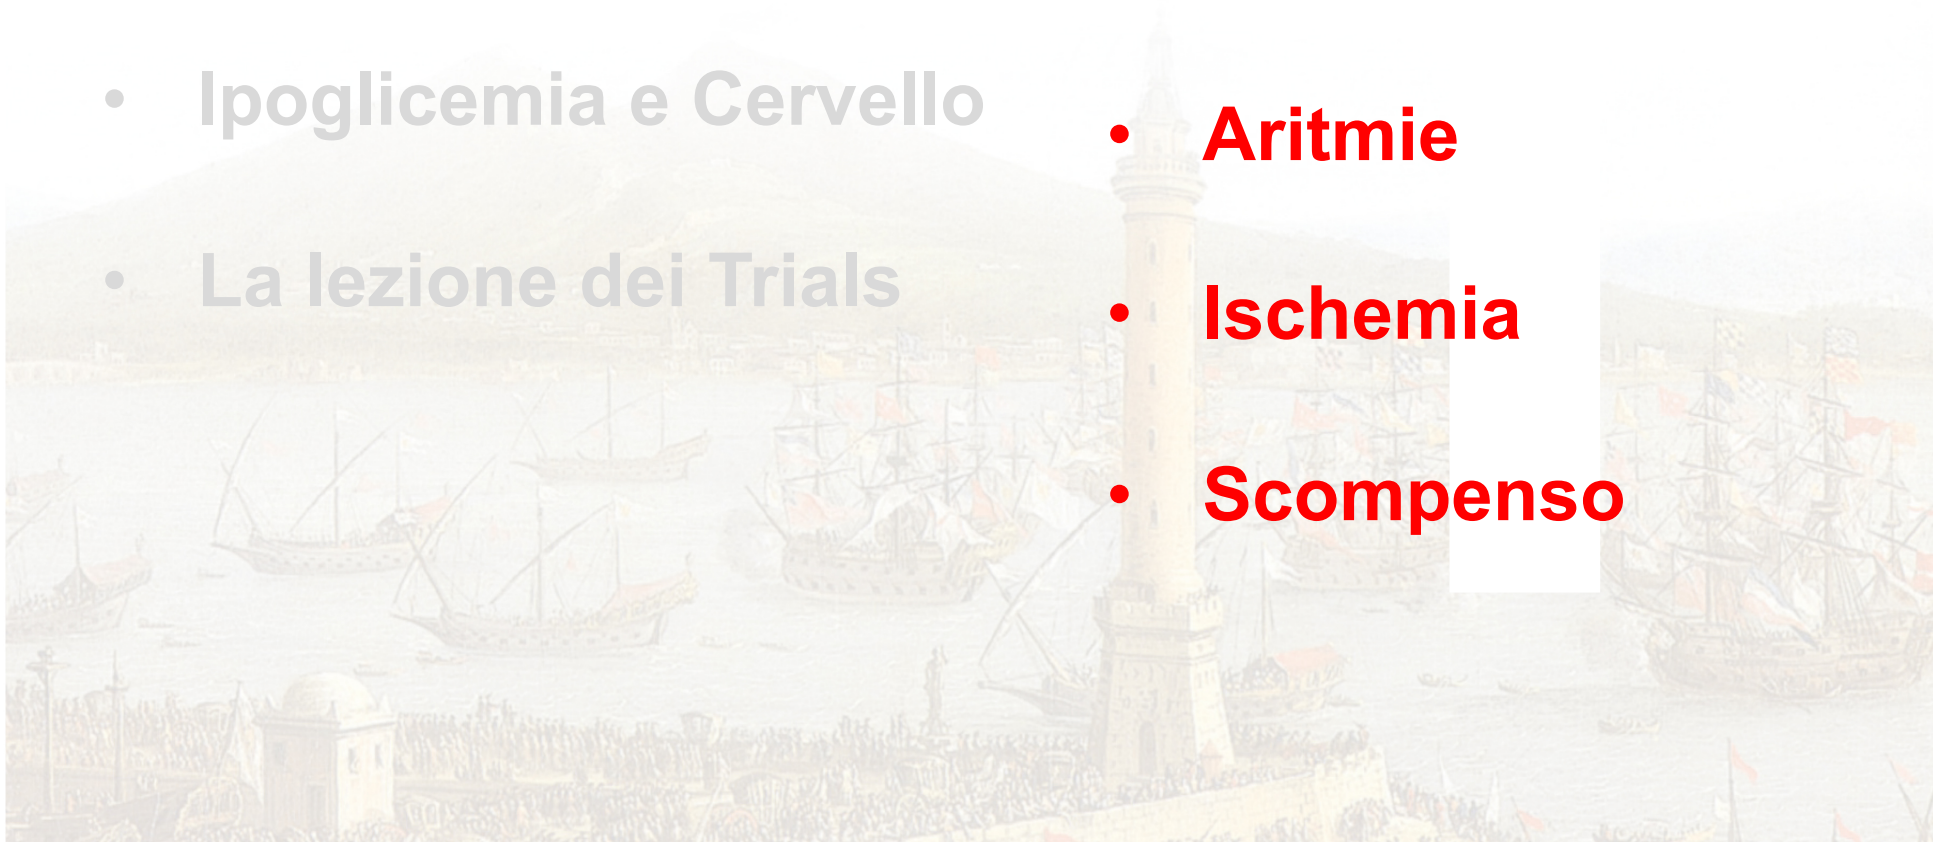 • Ipoglicemia e Cervello
• La lezione dei Trials
• Aritmie
• Ischemia
• Scompenso